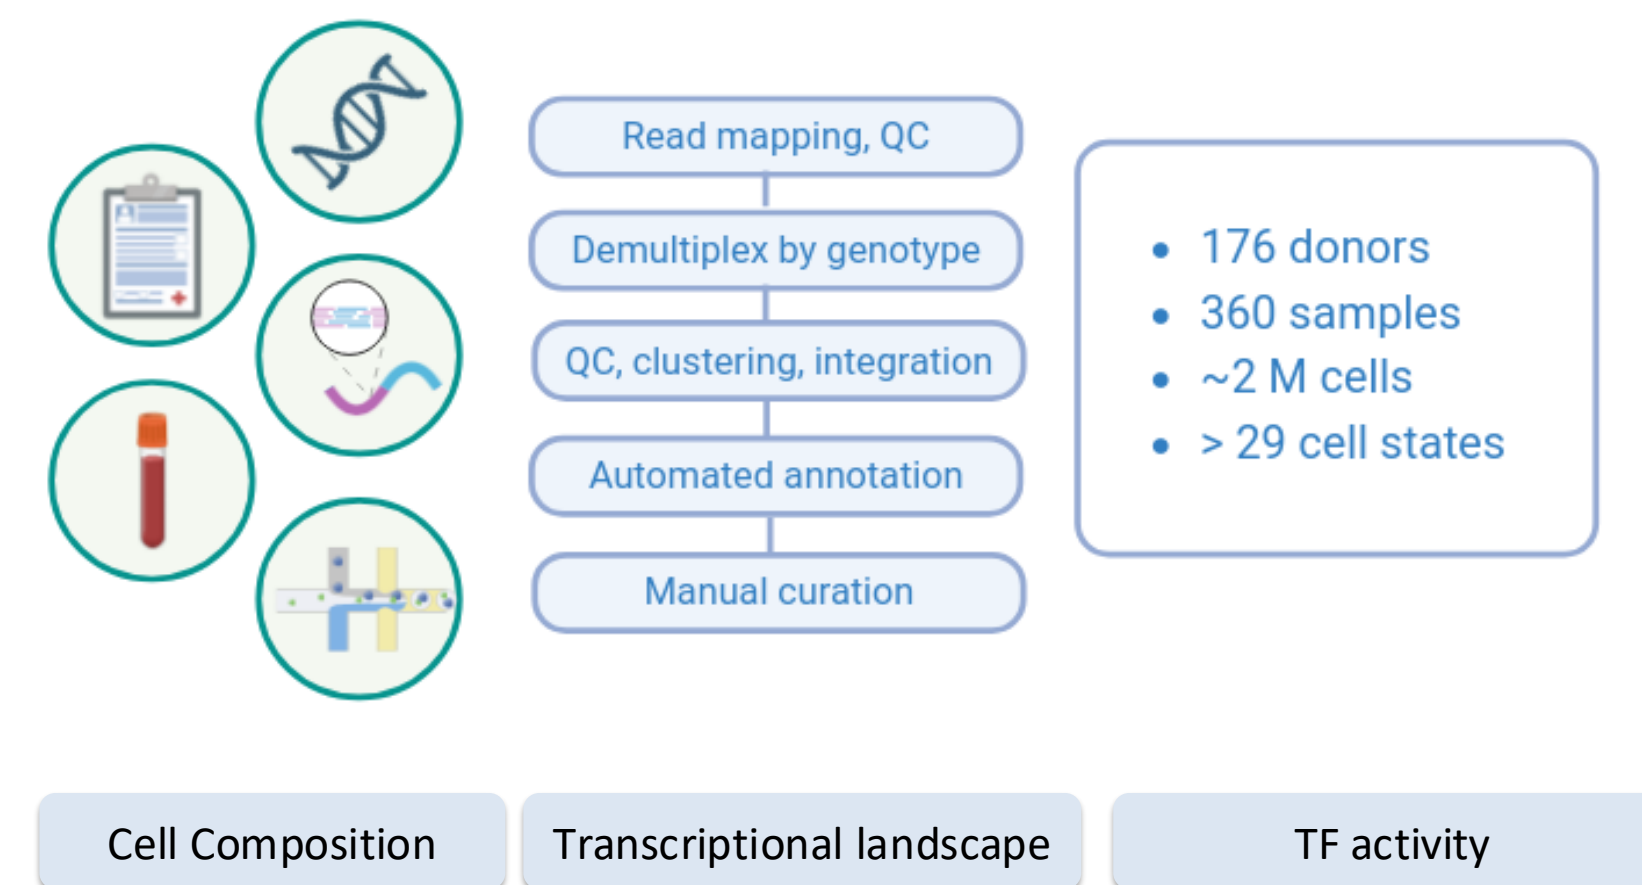 Read mapping, QC
Demultiplex by genotype
QC, clustering, integration
Automated annotation
Manual curation
• 176 donors
• 360 samples
• ~2 M cells
• > 29 cell states
Cell Composition
Transcriptional landscape
TF activity